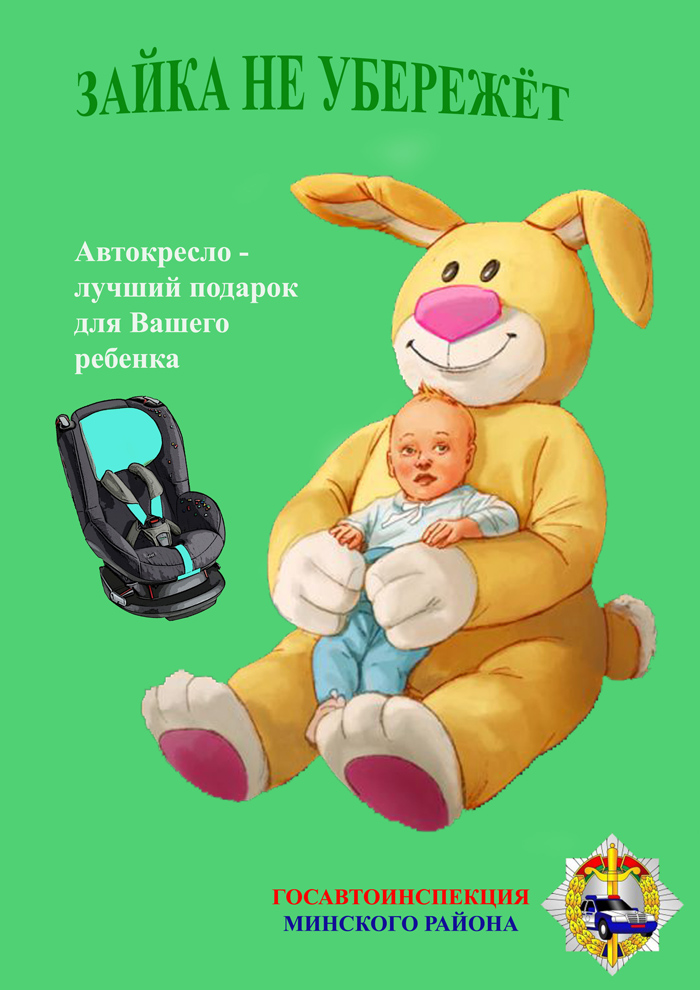 ЗАЙКА НЕ УБЕРЕЖЁТ
Автокресло -
лучший подарок
для Вашего
ребенка
ГОСАВТОИНСПЕКЦИЯ
МИНСКОГО РАЙОНА